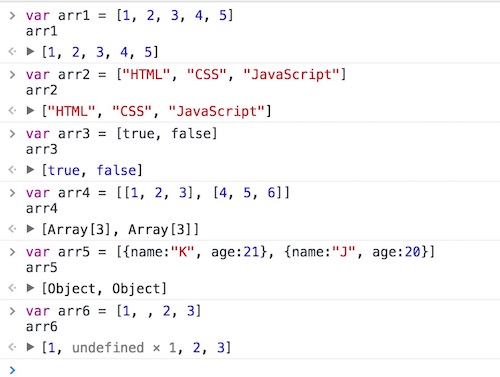 var arr1 = [1, 2, 3, 4, 5]
arr1
[1, 2, 3, 4, 5]
var arr2 = ["HTML", "CSS", "JavaScript"]
arr2
["HTML", "CSS", "JavaScript"]
var arr3 = [true, false]
arr3
[true, false]
var arr4 = [[1, 2, 3], [4, 5, 6]]
arr4
[Array[3], Array[3]]
var arr5 = [{name:"K", age:21}, {name:"J", age:20}]
arr5
[Object, Object]
var arr6 = [1, , 2, 3]
arr6
[1, undefined × 1, 2, 3]